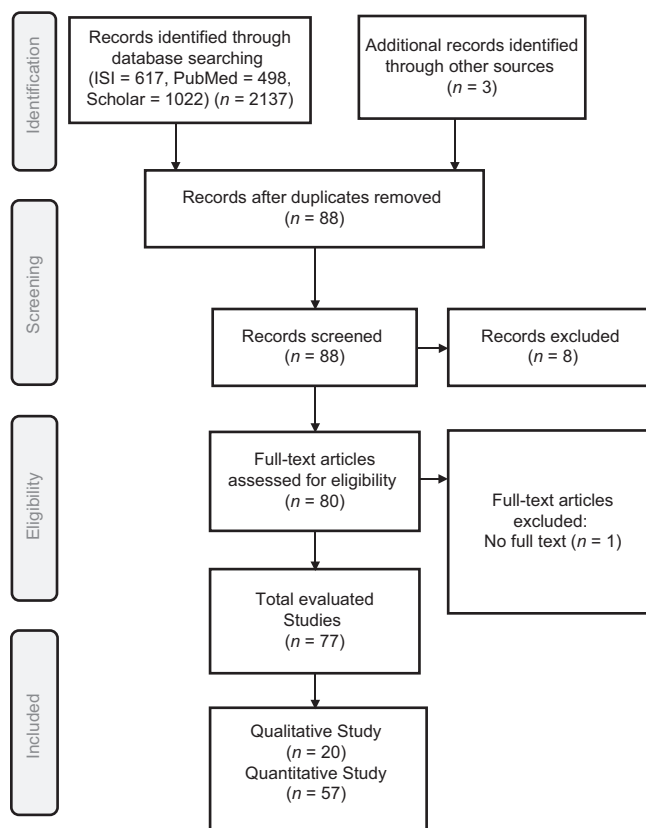 Identification
Records identified through
database searching
(ISI = 617, PubMed = 498,
Scholar = 1022) (n = 2137)
Additional records identified
through other sources
(n = 3)
Records after duplicates removed
(n = 88)
Screening
Records screened
(n = 88)
Records excluded
(n = 8)
Eligibility
Full-text articles
assessed for eligibility
(n = 80)
Full-text articles
excluded:
No full text (n = 1)
Total evaluated
Studies
(n = 77)
Included
Qualitative Study
(n = 20)
Quantitative Study
(n = 57)